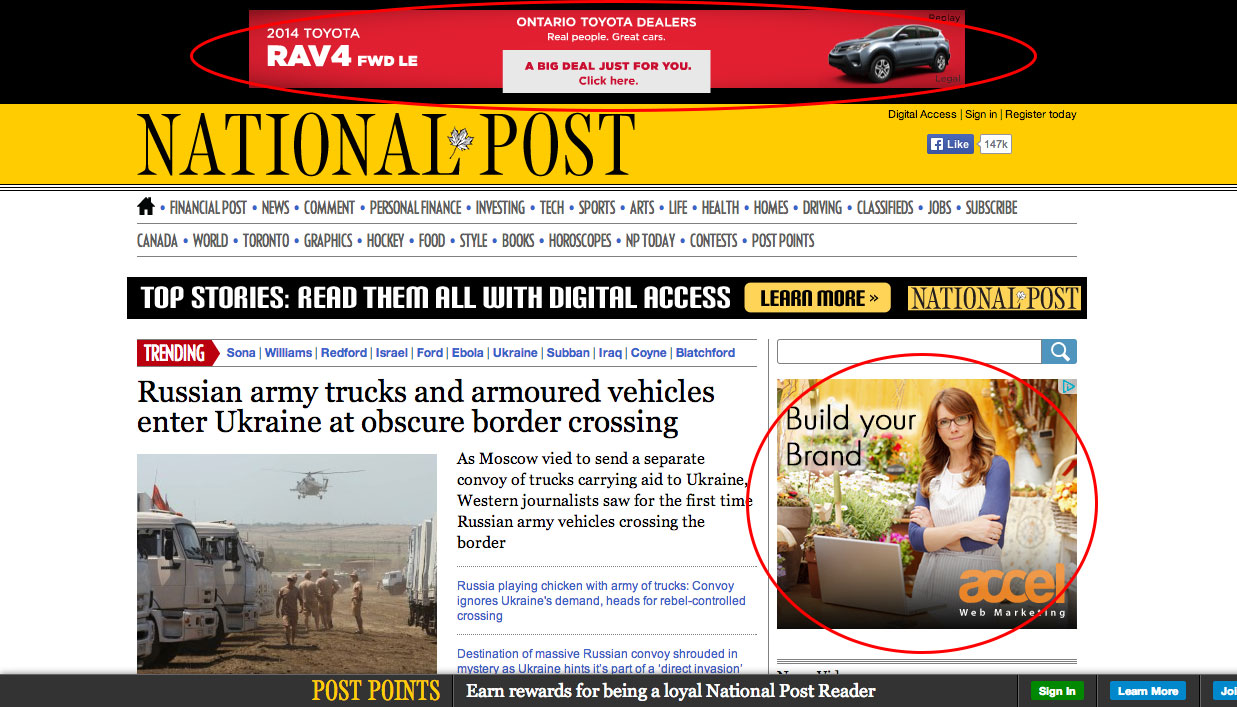 2014 TOYOTA
RAV4 FWD LE
ONTARIO TOYOTA DEALERS
Real people. Great cars.
A BIG DEAL JUST FOR YOU.
Click here.
Replay
Legal
NATIONAL POST
Digital Access | Sign in | Register today
Like 147k
FINANCIAL POST • NEWS • COMMENT • PERSONAL FINANCE • INVESTING • TECH • SPORTS • ARTS • LIFE • HEALTH • HOMES • DRIVING • CLASSIFIEDS • JOBS • SUBSCRIBE
CANADA • WORLD • TORONTO • GRAPHICS • HOCKEY • FOOD • STYLE • BOOKS • HOROSCOPES • NP TODAY • CONTESTS • POST POINTS
TOP STORIES: READ THEM ALL WITH DIGITAL ACCESS LEARN MORE » NATIONAL POST
TRENDING Sona | Williams | Redford | Israel | Ford | Ebola | Ukraine | Subban | Iraq | Coyne | Blatchford
Russian army trucks and armoured vehicles
enter Ukraine at obscure border crossing
As Moscow vied to send a separate
convoy of trucks carrying aid to Ukraine,
Western journalists saw for the first time
Russian army vehicles crossing the
border
Russia playing chicken with army of trucks: Convoy
ignores Ukraine's demand, heads for rebel-controlled
crossing
Destination of massive Russian convoy shrouded in
mystery as Ukraine hints it's part of a 'direct invasion'
Build your
Brand
accel
Web Marketing
POST POINTS Earn rewards for being a loyal National Post Reader Sign In Learn More